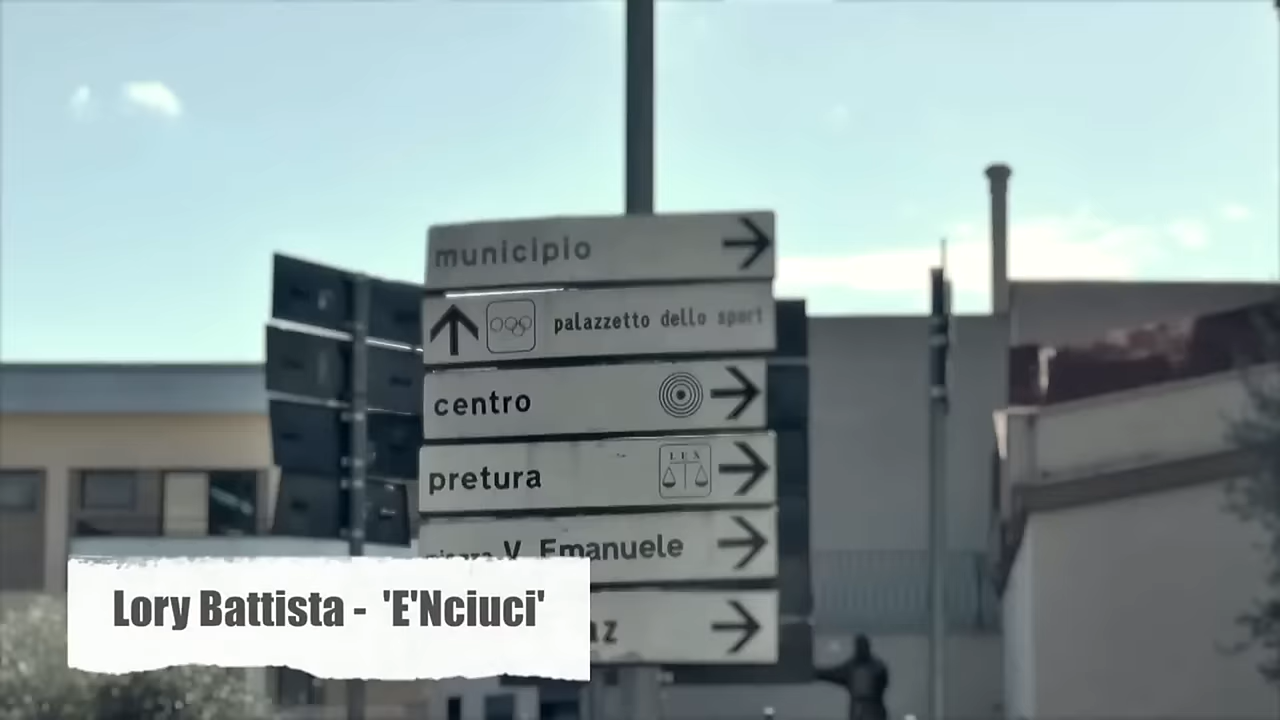 municipio
palazzetto dello sport
centro
LEX
pretura
V. Emanuele
Lory Battista - 'E'Nciuci'